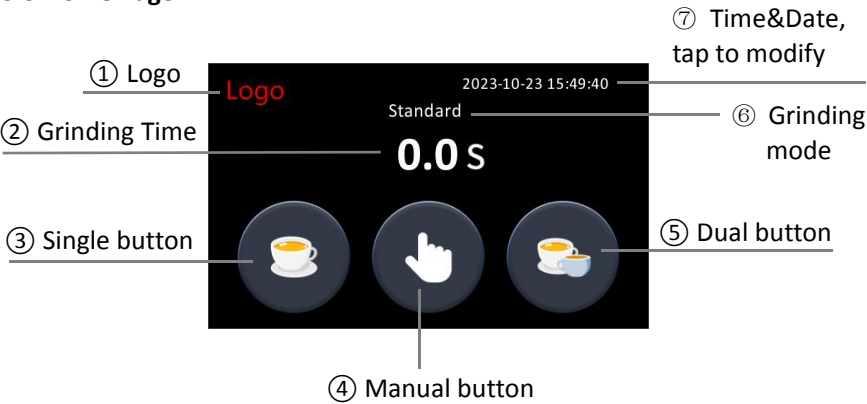 ⑦ Time&Date,
tap to modify
① Logo
Logo
2023-10-23 15:49:40
Standard
⑥ Grinding
mode
② Grinding Time
0.0 S
③ Single button
⑤ Dual button
④ Manual button